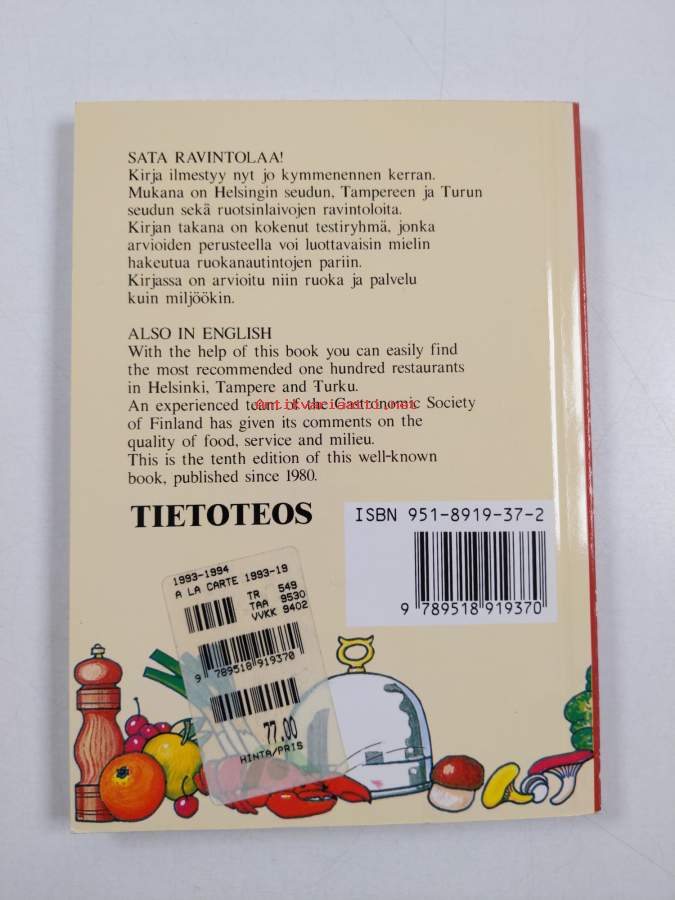 SATA RAVINTOLAA!
Kirja ilmestyy nyt jo kymmenennen kerran.
Mukana on Helsingin seudun, Tampereen ja Turun
seudun sekä ruotsinlaivojen ravintoloita.
Kirjan takana on kokenut testiryhmä, jonka
arvioiden perusteella voi luottavaisin mielin
hakeutua ruokanautintojen pariin.
Kirjassa on arvioitu niin ruoka ja palvelu
kuin miljöökin.
ALSO IN ENGLISH
With the help of this book you can easily find
the most recommended one hundred restaurants
in Helsinki, Tampere and Turku.
An experienced team of the Gastronomic Society
Antikvariaatti.net
of Finland has given its comments on the
quality of food, service and milieu.
This is the tenth edition of this well-known
book, published since 1980.
TIETOTEOS
ISBN 951-8919-37-2
9 789518 919370
1993-1994
A LA CARTE 1993-19
TR 549
TAA 9530
VVKK 9402
9 789518 919370
77.00
HINTA/PRIS